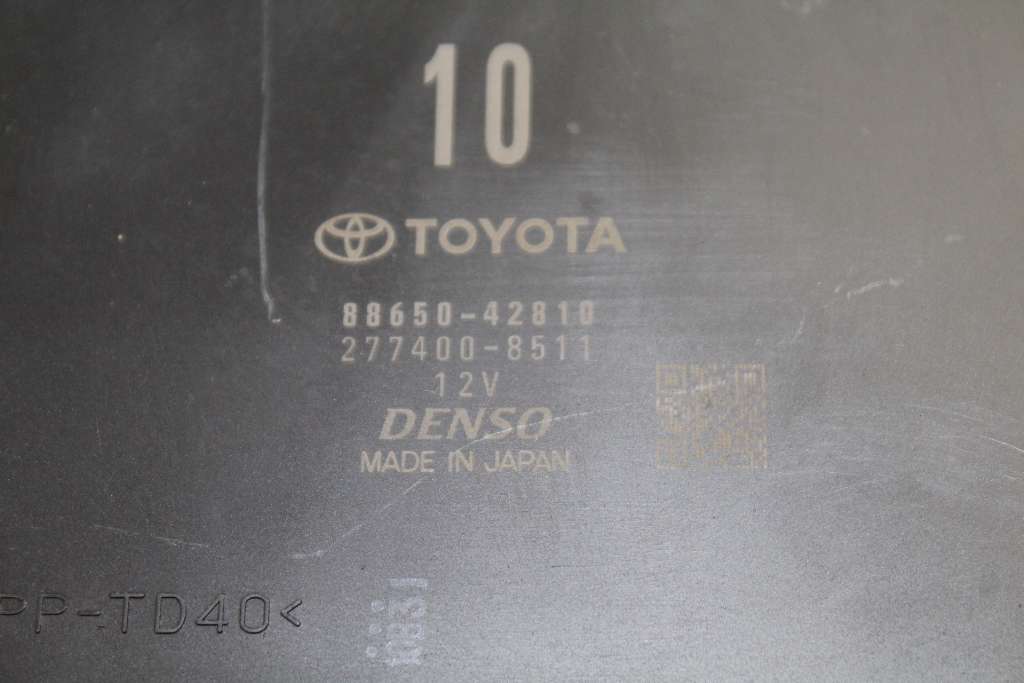 10
TOYOTA
88650-42810
277400-8511
12V
DENSO
MADE IN JAPAN
PP-TD40<